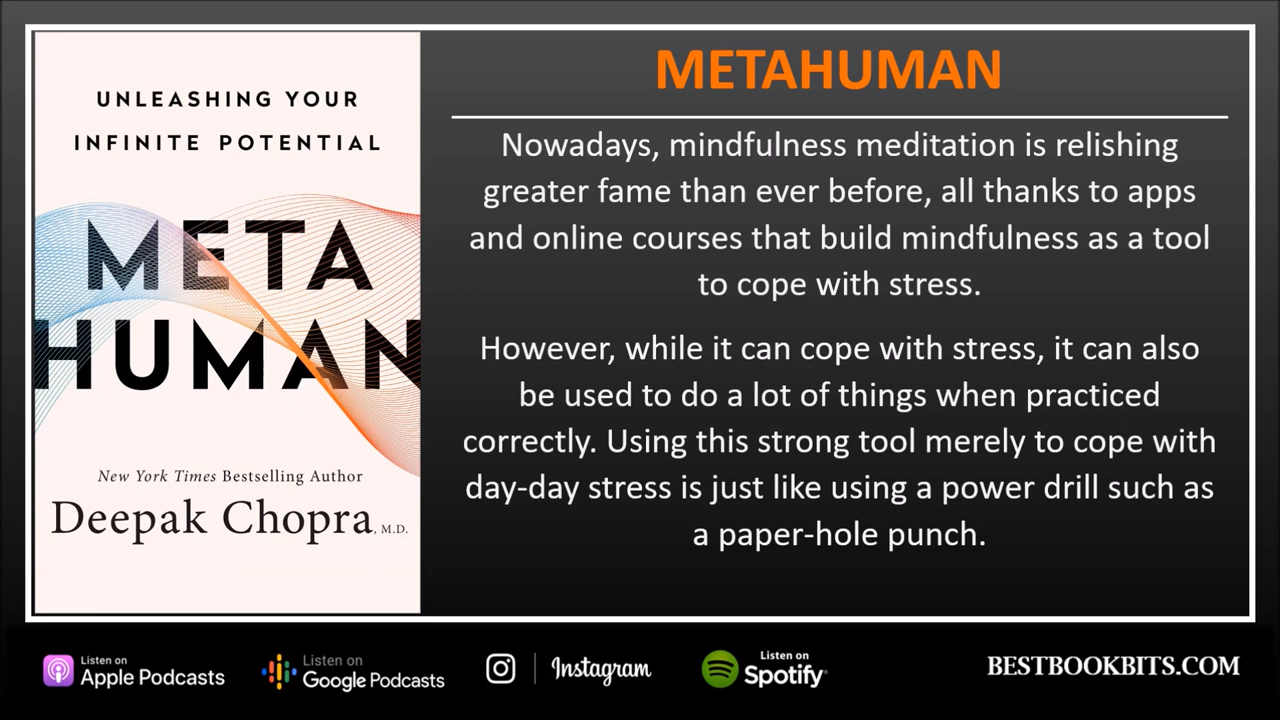 UNLEASHING YOUR
INFINITE POTENTIAL
META
HUMAN
New York Times Bestselling Author
Deepak Chopra, M.D.
METAHUMAN
Nowadays, mindfulness meditation is relishing
greater fame than ever before, all thanks to apps
and online courses that build mindfulness as a tool
to cope with stress.
However, while it can cope with stress, it can also
be used to do a lot of things when practiced
correctly. Using this strong tool merely to cope with
day-day stress is just like using a power drill such as
a paper-hole punch.
Listen on
Apple Podcasts
Listen on
Google Podcasts
Instagram
Listen on
Spotify
BESTBOOKBITS.COM